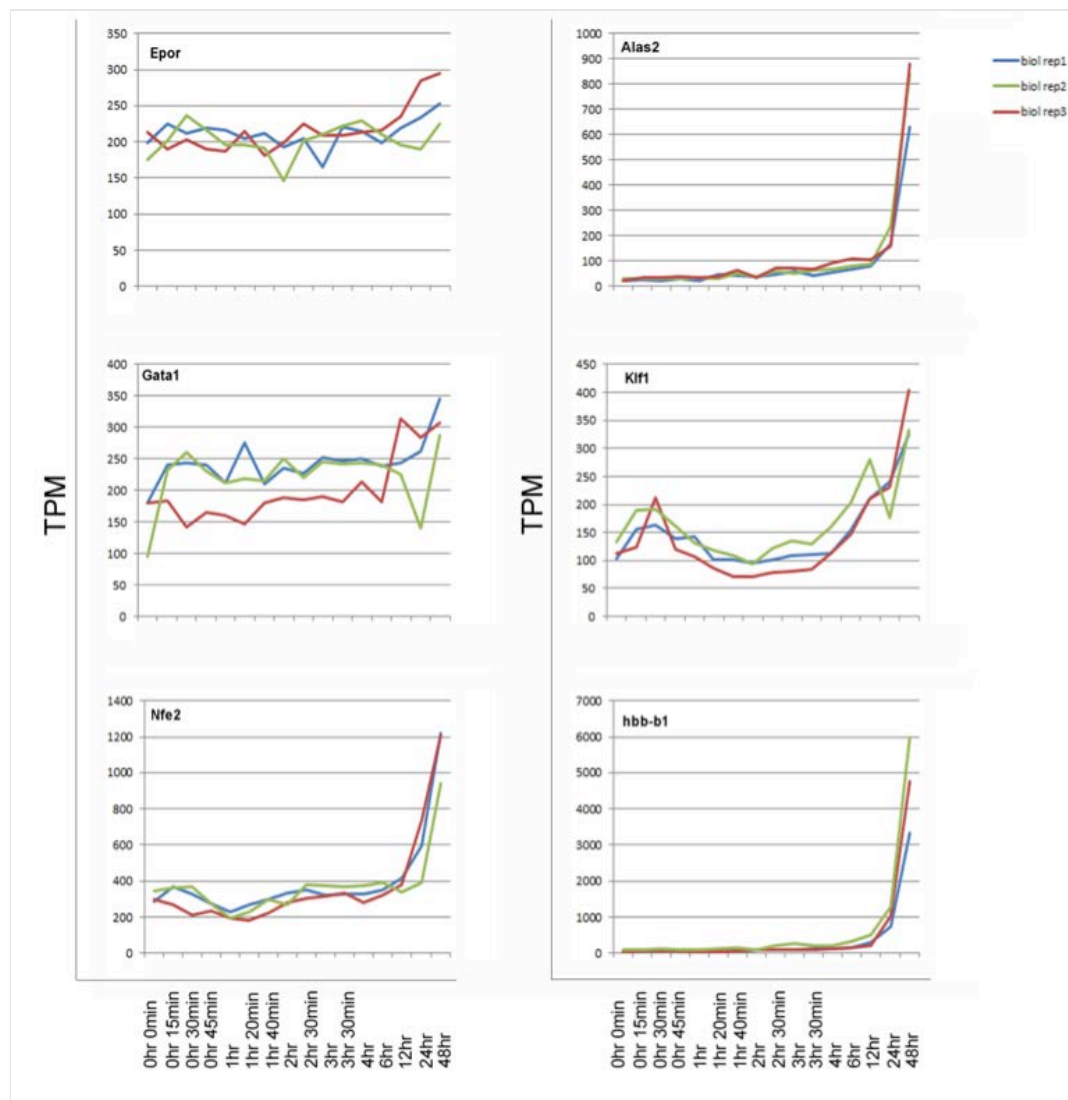 Epor
350
300
250
200
150
100
50
0
Alas2
1000
900
800
700
600
500
400
300
200
100
0
biol rep1
biol rep2
biol rep3
TPM
Gata1
400
350
300
250
200
150
100
50
0
TPM
Klf1
450
400
350
300
250
200
150
100
50
0
Nfe2
1400
1200
1000
800
600
400
200
0
hbb-b1
7000
6000
5000
4000
3000
2000
1000
0
0hr 0min
0hr 15min
0hr 30min
0hr 45min
1hr
1hr 20min
1hr 40min
2hr
2hr 30min
3hr
3hr 30min
4hr
6hr
12hr
24hr
48hr
0hr 0min
0hr 15min
0hr 30min
0hr 45min
1hr
1hr 20min
1hr 40min
2hr
2hr 30min
3hr
3hr 30min
4hr
6hr
12hr
24hr
48hr